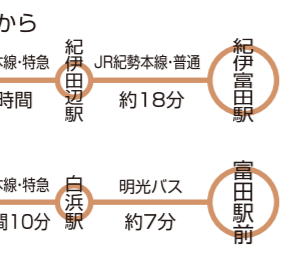 から
本線・特急
時間
紀伊田辺駅
JR紀勢本線・普通
約18分
紀伊富田駅
本線・特急
間10分
白浜駅
明光バス
約7分
富田駅前